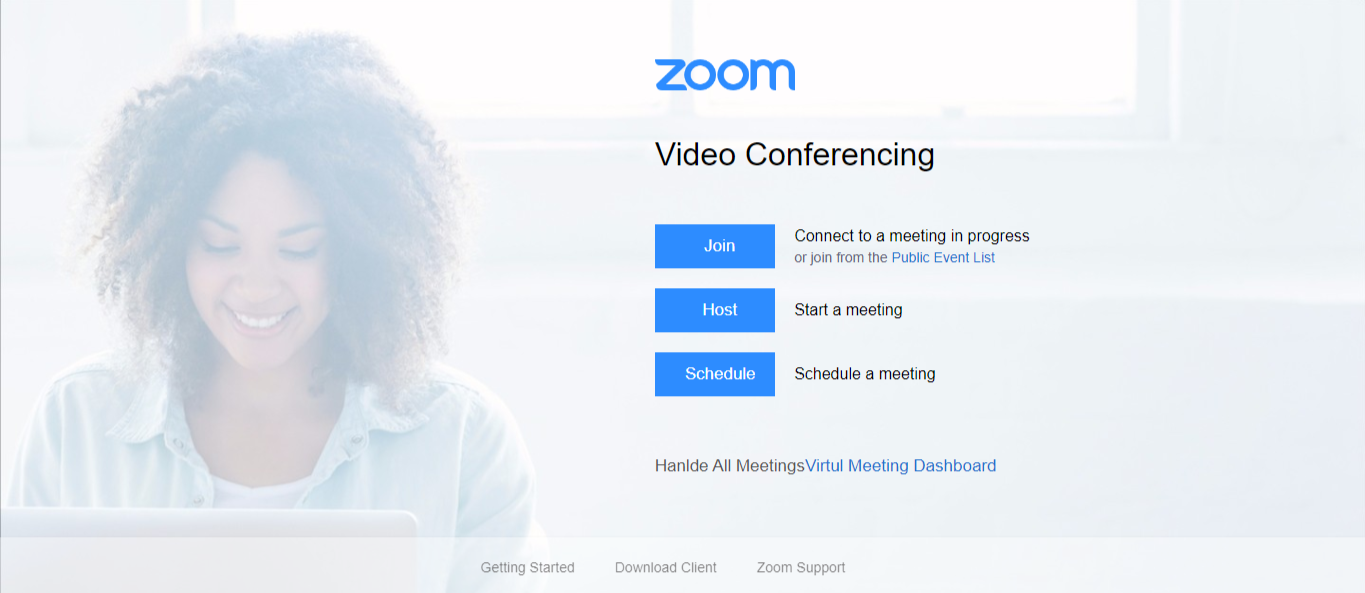 zoom
Video Conferencing
Join
Connect to a meeting in progress
or join from the Public Event List
Host
Start a meeting
Schedule
Schedule a meeting
Hanlde All MeetingsVirtul Meeting Dashboard
Getting Started
Download Client
Zoom Support